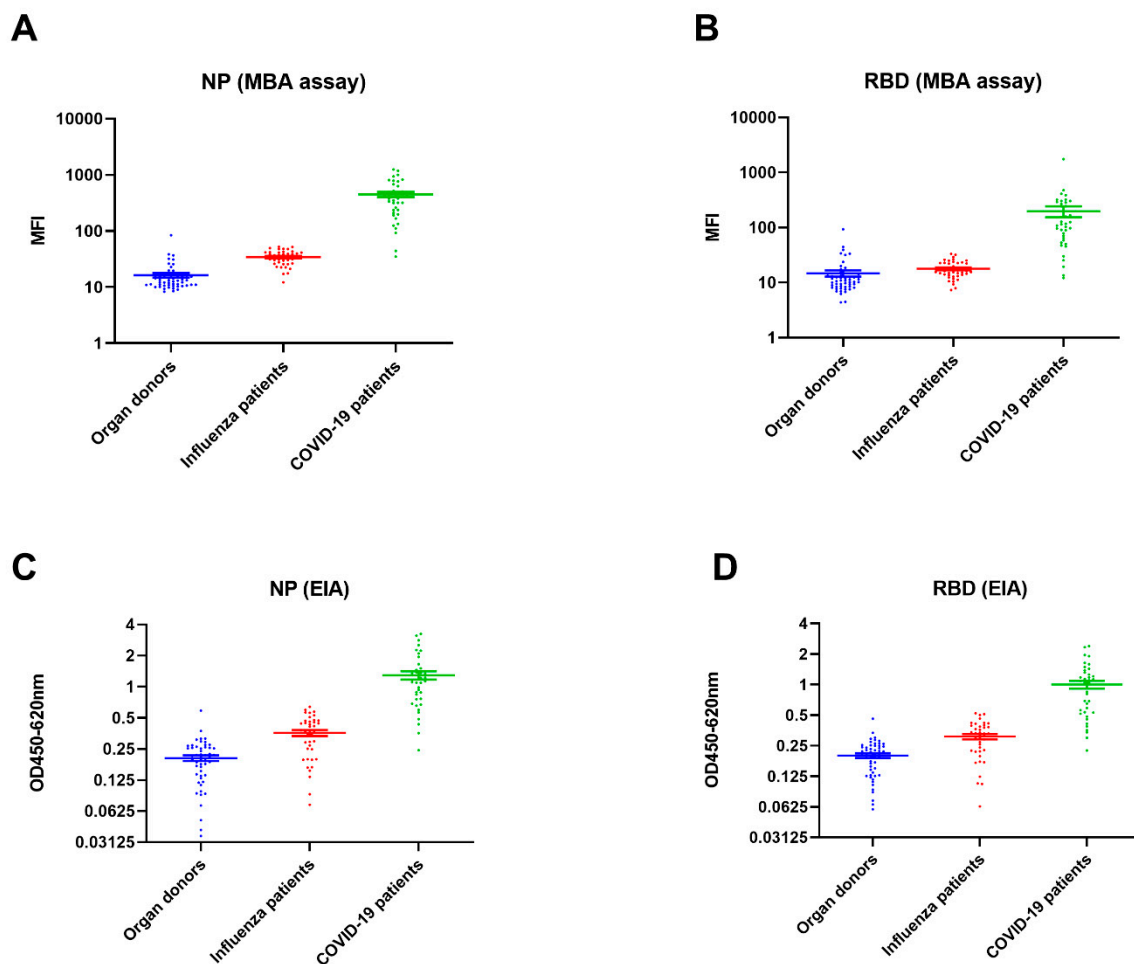 A
NP (MBA assay)
10000
1000
100
10
1
MFI
Organ donors
Influenza patients
COVID-19 patients
B
RBD (MBA assay)
10000
1000
100
10
1
MFI
Organ donors
Influenza patients
COVID-19 patients
C
NP (EIA)
4
2
1
0.5
0.25
0.125
0.0625
0.03125
OD450-620nm
Organ donors
Influenza patients
COVID-19 patients
D
RBD (EIA)
4
2
1
0.5
0.25
0.125
0.0625
0.03125
OD450-620nm
Organ donors
Influenza patients
COVID-19 patients